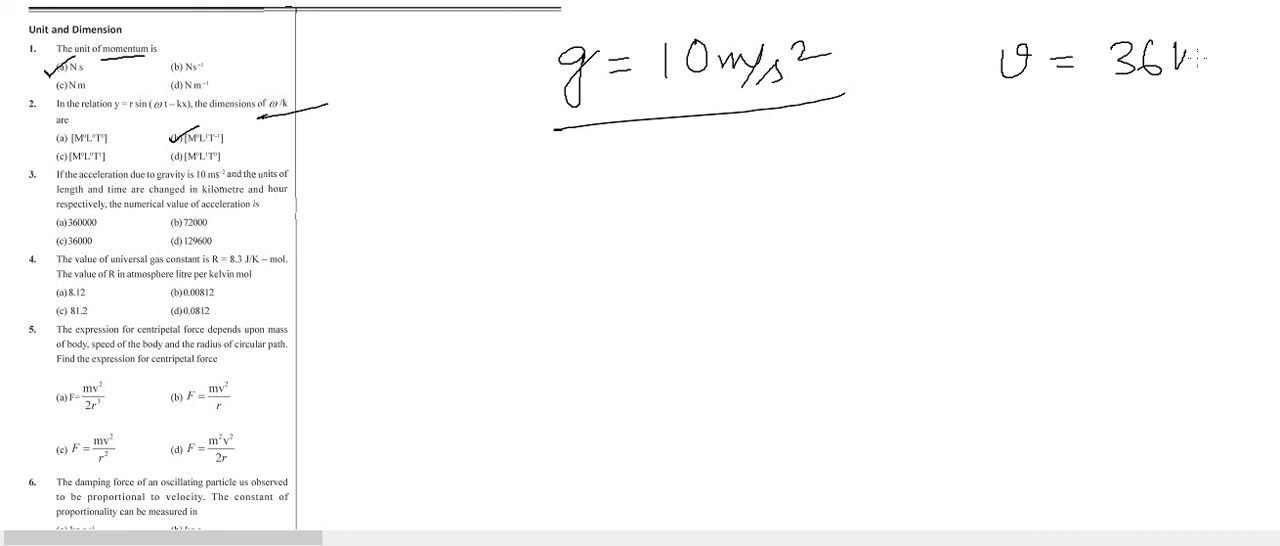 Unit and Dimension
1. The unit of momentum is
(a) N s (b) Ns⁻¹
(c) N m (d) N m⁻¹
2. In the relation y = r sin (ω t – kx), the dimensions of ω /k
are
(a) [M⁰L⁰T⁰] (b) [M⁰L¹T⁻¹]
(c) [M⁰L⁰T¹] (d) [M⁰L¹T⁰]
3. If the acceleration due to gravity is 10 ms⁻² and the units of
length and time are changed in kilometre and hour
respectively, the numerical value of acceleration is
(a) 360000 (b) 72000
(c) 36000 (d) 129600
4. The value of universal gas constant is R = 8.3 J/K – mol.
The value of R in atmosphere litre per kelvin mol
(a) 8.12 (b) 0.00812
(c) 81.2 (d) 0.0812
5. The expression for centripetal force depends upon mass
of body, speed of the body and the radius of circular path.
Find the expression for centripetal force
(a) F= mv²/2r³ (b) F = mv²/r
(c) F = mv²/r² (d) F = m²v²/2r
6. The damping force of an oscillating particle us observed
to be proportional to velocity. The constant of
proportionality can be measured in
g = 10 m/s²
v = 36